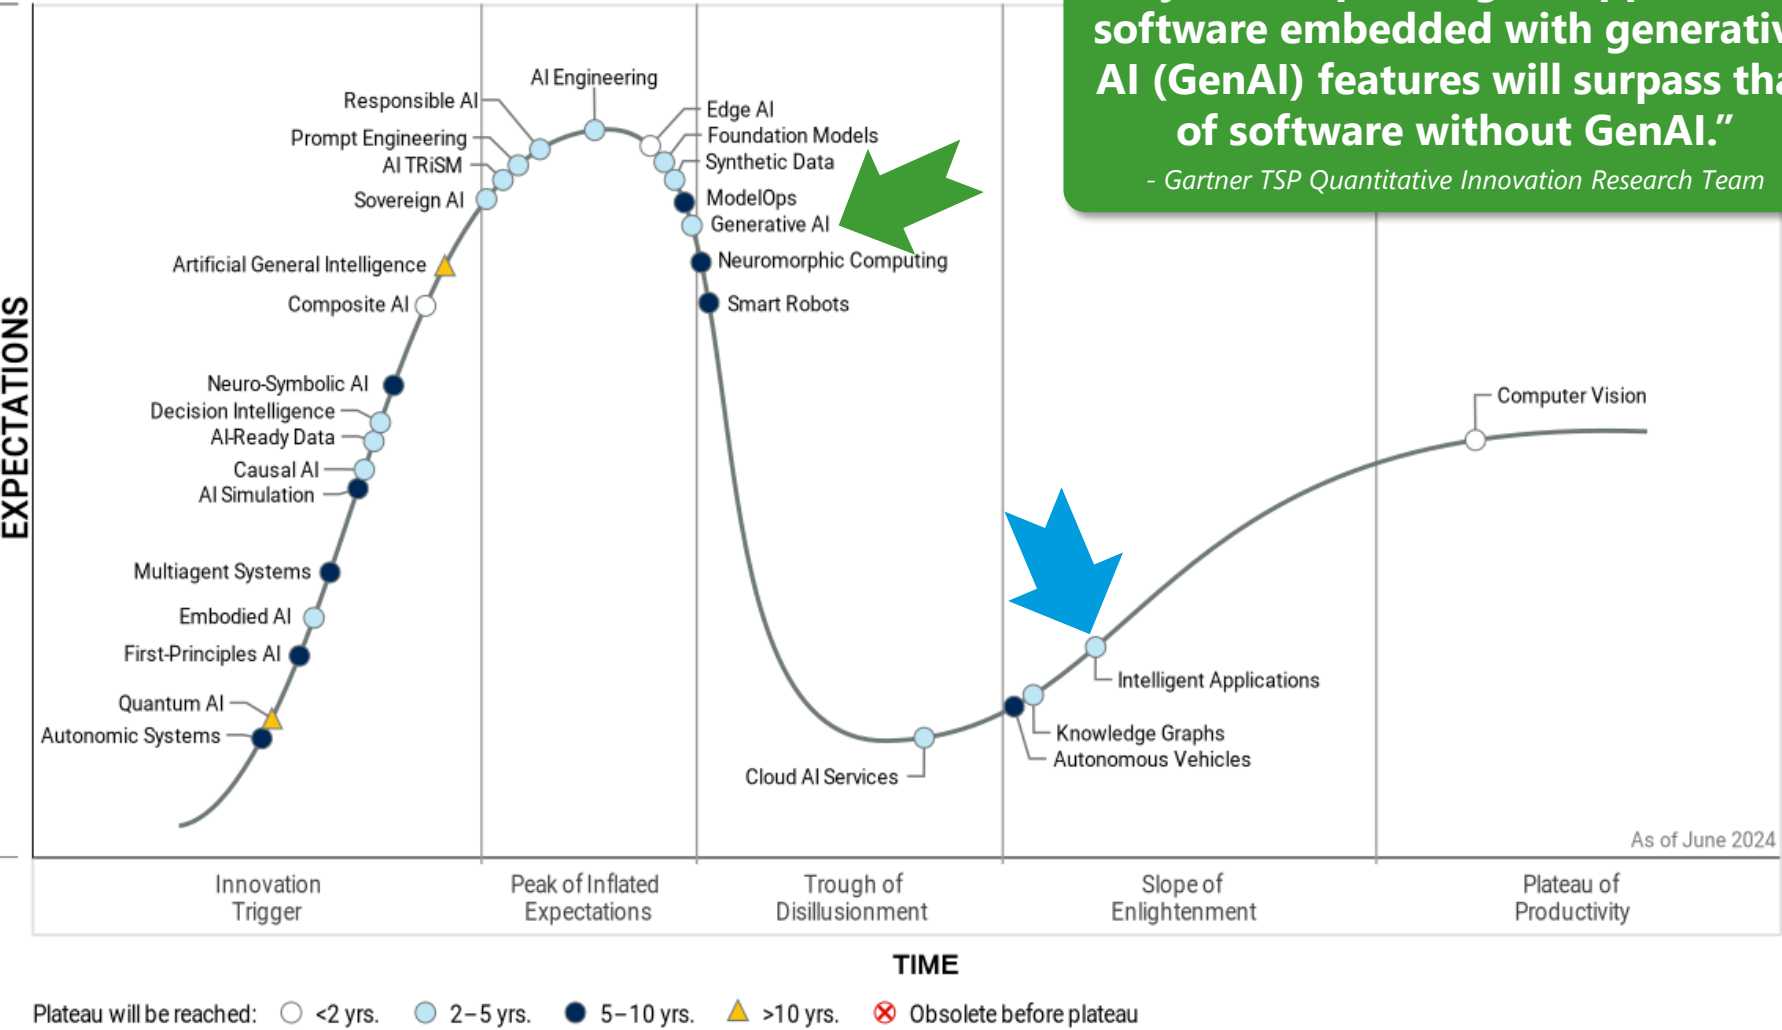 software embedded with generativ
AI (GenAI) features will surpass tha
of software without GenAI.”
- Gartner TSP Quantitative Innovation Research Team
AI Engineering
Responsible AI
Prompt Engineering
AI TRiSM
Sovereign AI
Artificial General Intelligence
Composite AI
Neuro-Symbolic AI
Decision Intelligence
AI-Ready Data
Causal AI
AI Simulation
Multiagent Systems
Embodied AI
First-Principles AI
Quantum AI
Autonomic Systems
Edge AI
Foundation Models
Synthetic Data
ModelOps
Generative AI
Neuromorphic Computing
Smart Robots
Cloud AI Services
Computer Vision
Intelligent Applications
Knowledge Graphs
Autonomous Vehicles
EXPECTATIONS
As of June 2024
Innovation
Trigger
Peak of Inflated
Expectations
Trough of
Disillusionment
Slope of
Enlightenment
Plateau of
Productivity
TIME
Plateau will be reached: <2 yrs. 2–5 yrs. 5–10 yrs. >10 yrs. Obsolete before plateau